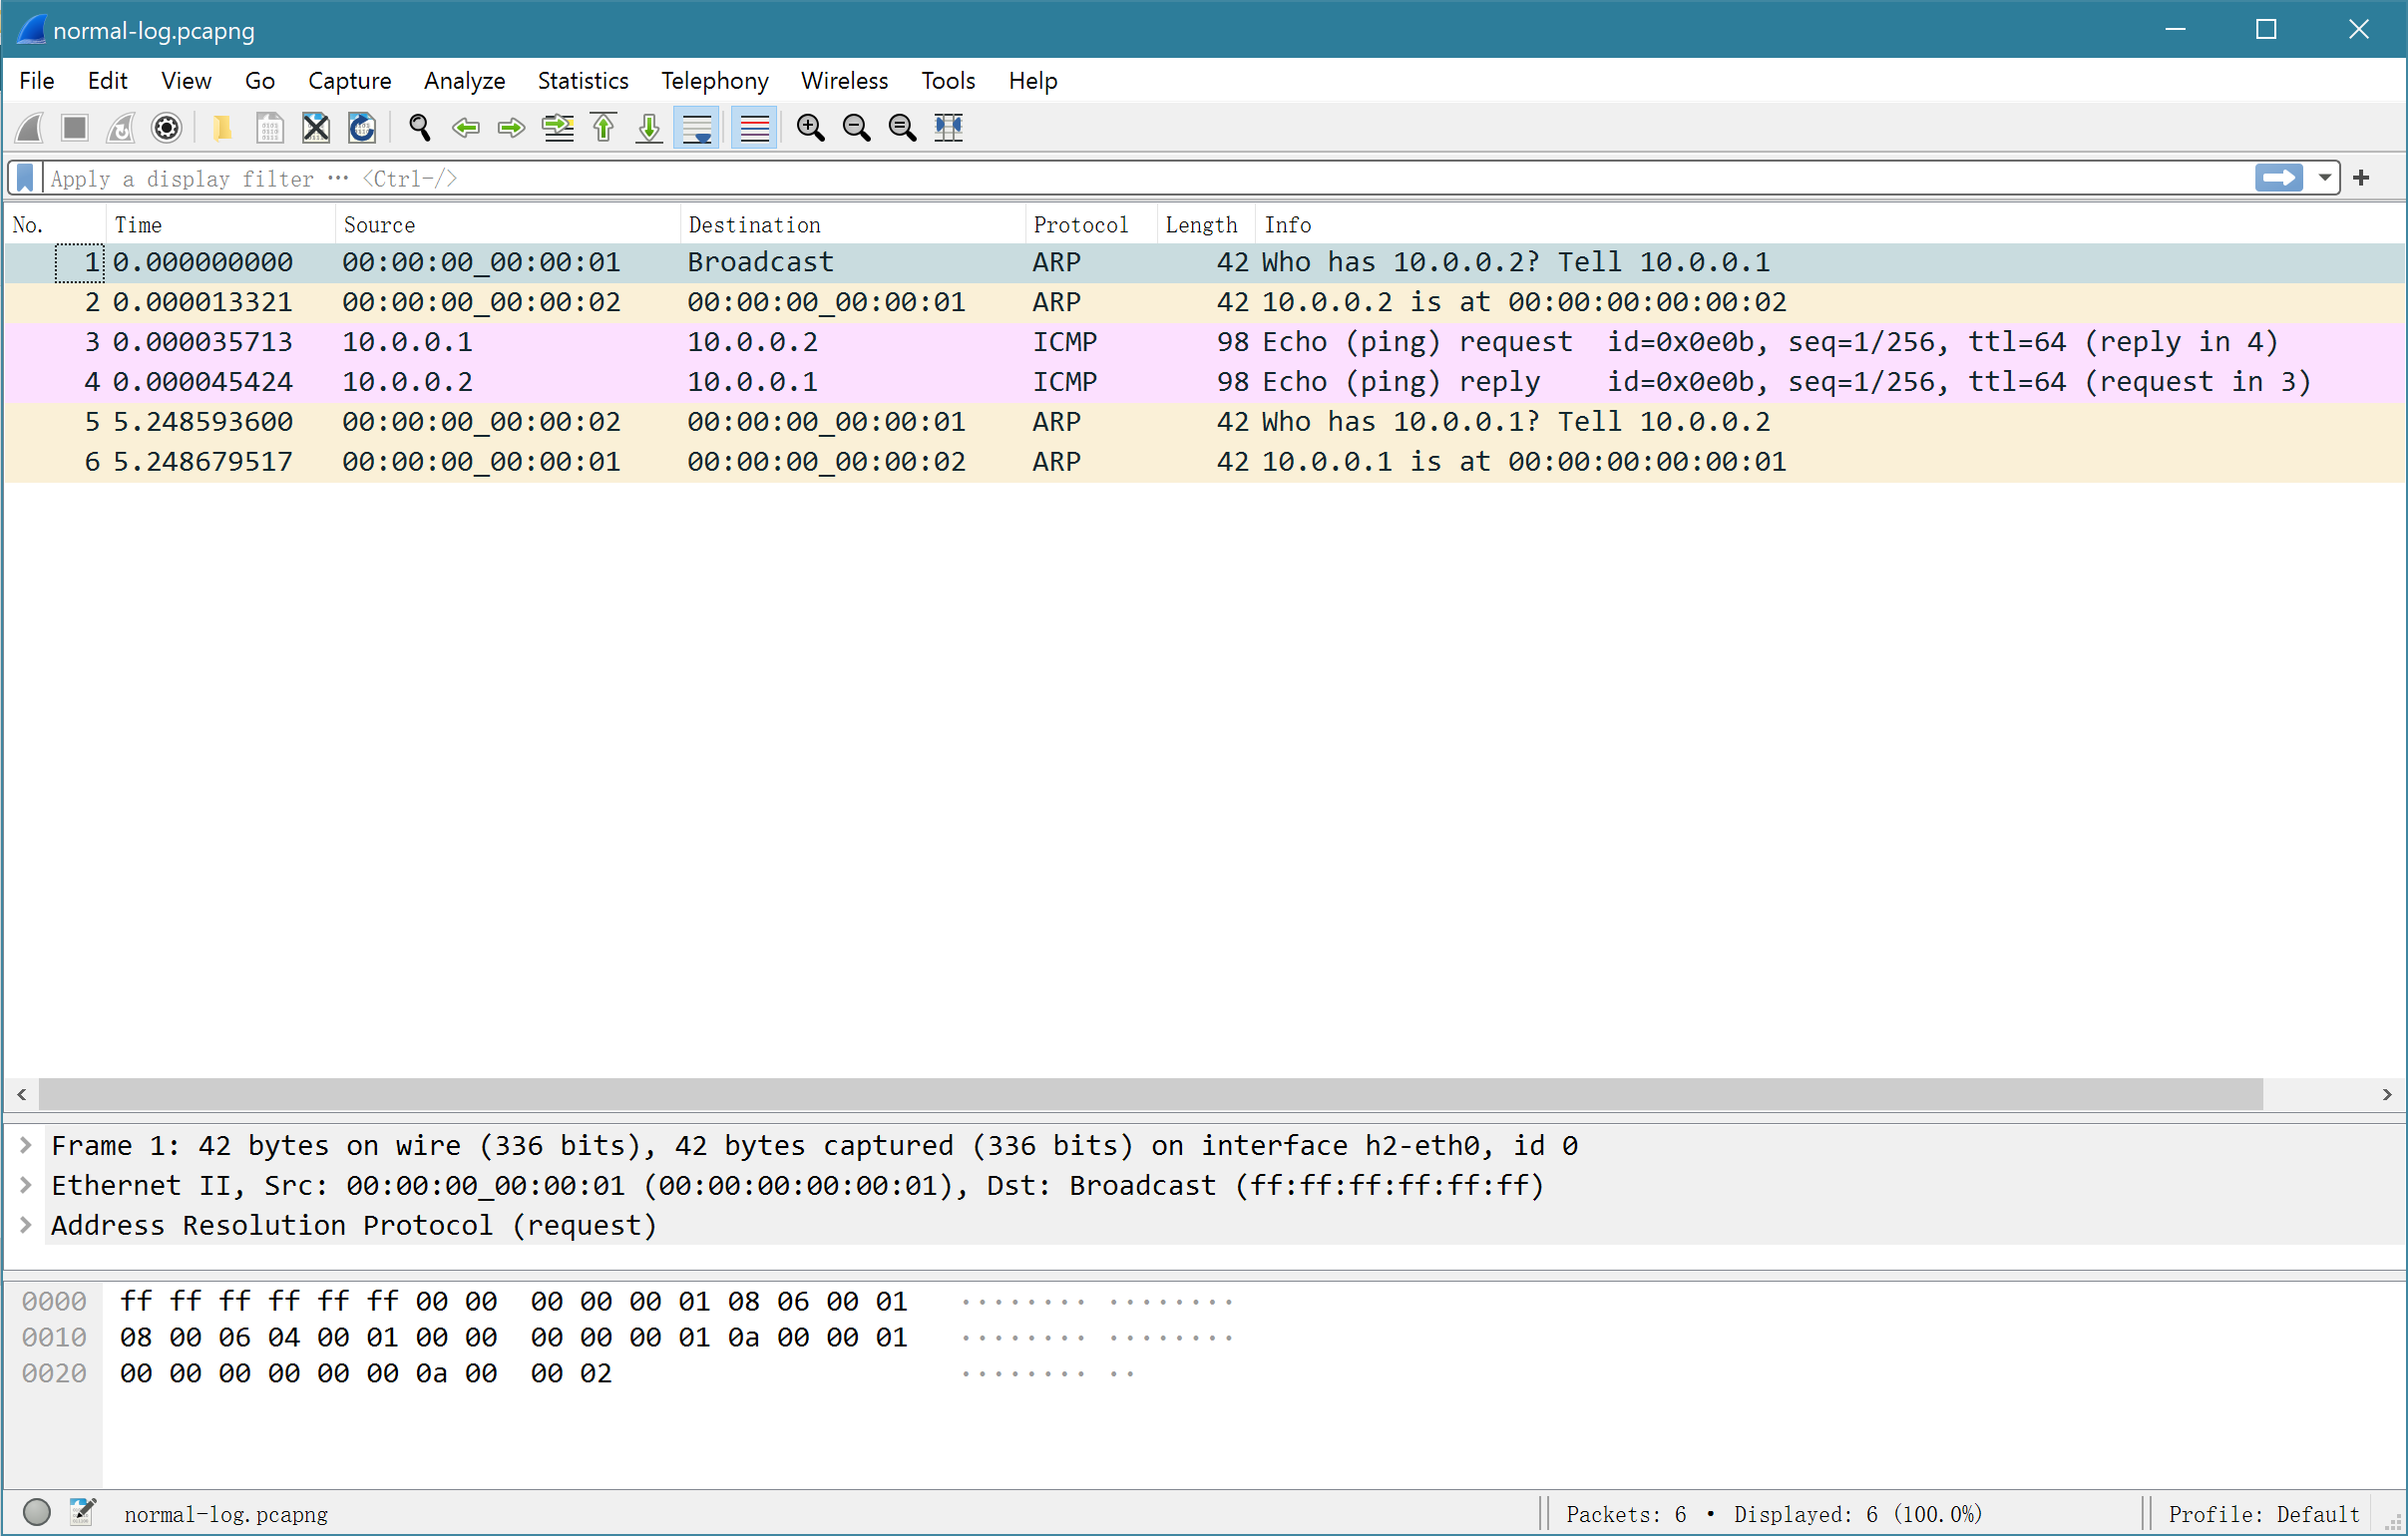 normal-log.pcapng
File Edit View Go Capture Analyze Statistics Telephony Wireless Tools Help
Apply a display filter … <Ctrl-/>
No. Time Source Destination Protocol Length Info
1 0.000000000 00:00:00_00:00:01 Broadcast ARP 42 Who has 10.0.0.2? Tell 10.0.0.1
2 0.000013321 00:00:00_00:00:02 00:00:00_00:00:01 ARP 42 10.0.0.2 is at 00:00:00:00:00:02
3 0.000035713 10.0.0.1 10.0.0.2 ICMP 98 Echo (ping) request id=0x0e0b, seq=1/256, ttl=64 (reply in 4)
4 0.000045424 10.0.0.2 10.0.0.1 ICMP 98 Echo (ping) reply id=0x0e0b, seq=1/256, ttl=64 (request in 3)
5 5.248593600 00:00:00_00:00:02 00:00:00_00:00:01 ARP 42 Who has 10.0.0.1? Tell 10.0.0.2
6 5.248679517 00:00:00_00:00:01 00:00:00_00:00:02 ARP 42 10.0.0.1 is at 00:00:00:00:00:01
Frame 1: 42 bytes on wire (336 bits), 42 bytes captured (336 bits) on interface h2-eth0, id 0
Ethernet II, Src: 00:00:00_00:00:01 (00:00:00:00:00:01), Dst: Broadcast (ff:ff:ff:ff:ff:ff)
Address Resolution Protocol (request)
0000 ff ff ff ff ff ff 00 00 00 00 00 01 08 06 00 01 ········ ········
0010 08 00 06 04 00 01 00 00 00 00 00 01 0a 00 00 01 ········ ········
0020 00 00 00 00 00 00 0a 00 00 02 ········ ··
normal-log.pcapng Packets: 6 · Displayed: 6 (100.0%) Profile: Default